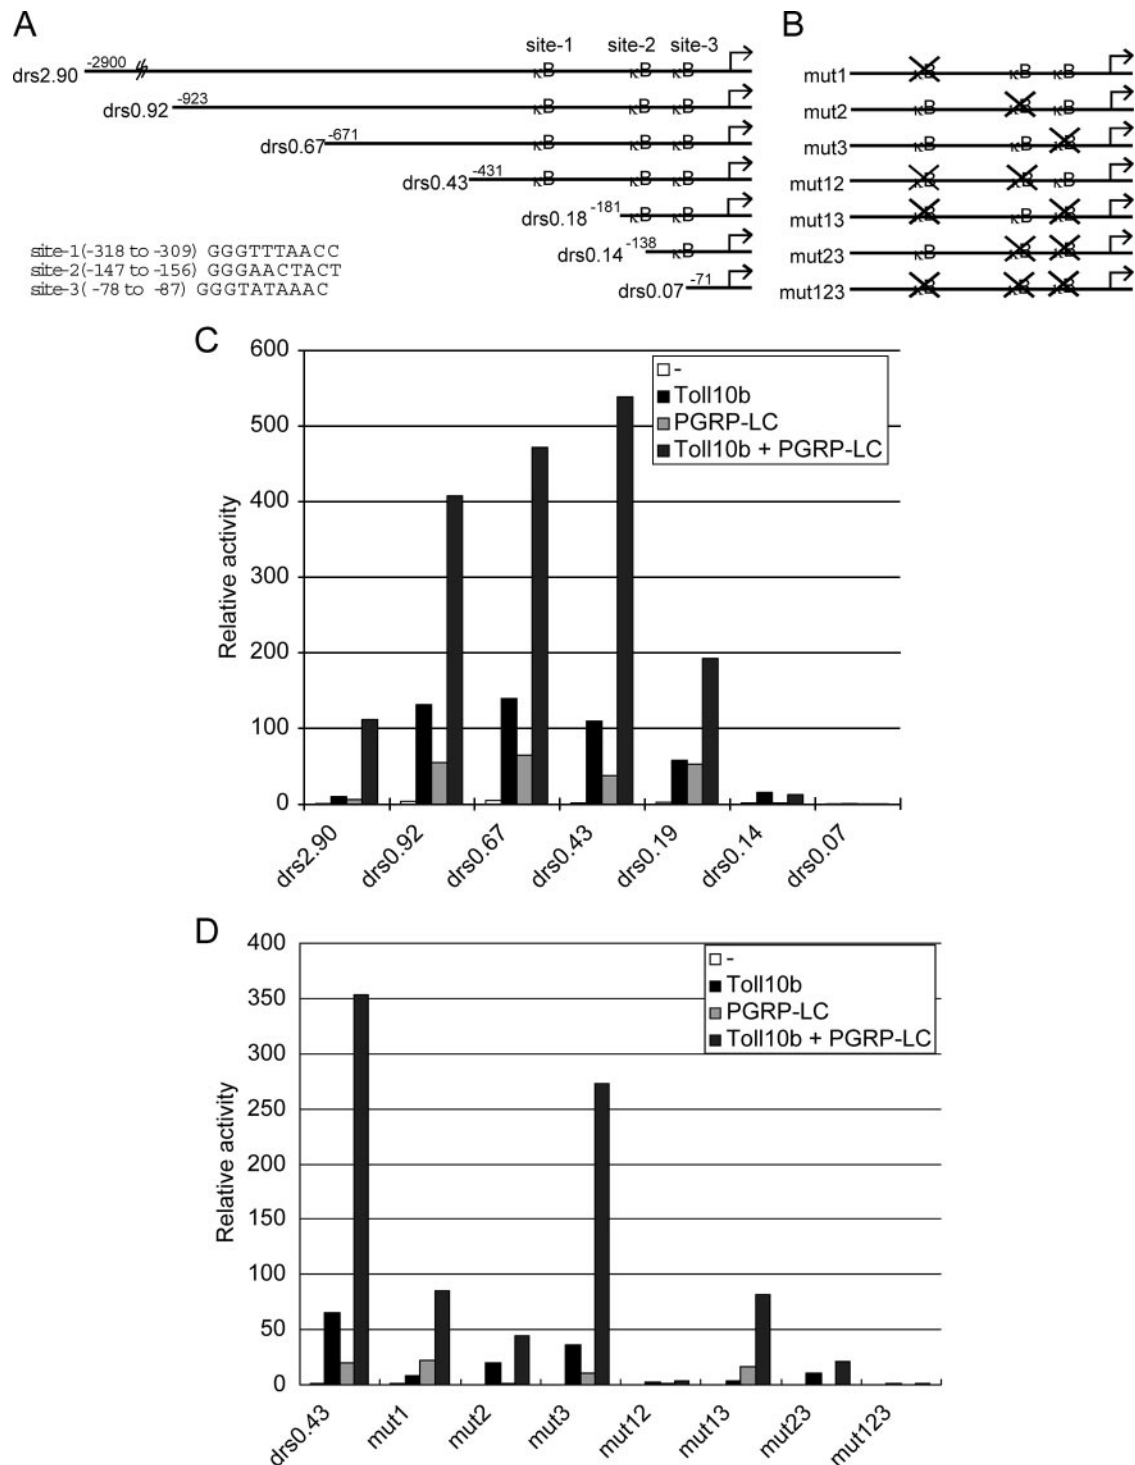 A
site-1 site-2 site-3
-2900
drs2.90 κB κB κB
-923
drs0.92 κB κB κB
-671
drs0.67 κB κB κB
-431
drs0.43 κB κB κB
-181
drs0.18 κB κB
-138
drs0.14 κB
-71
drs0.07
site-1(-318 to -309) GGGTTTAACC
site-2(-147 to -156) GGGAACTACT
site-3( -78 to -87) GGGTATAAAC
B
mut1 κB κB κB
mut2 κB κB κB
mut3 κB κB κB
mut12 κB κB κB
mut13 κB κB κB
mut23 κB κB κB
mut123 κB κB κB
C
Relative activity
600
500
400
300
200
100
0
-
Toll10b
PGRP-LC
Toll10b + PGRP-LC
drs2.90 drs0.92 drs0.67 drs0.43 drs0.19 drs0.14 drs0.07
D
Relative activity
400
350
300
250
200
150
100
50
0
-
Toll10b
PGRP-LC
Toll10b + PGRP-LC
drs0.43 mut1 mut2 mut3 mut12 mut13 mut23 mut123